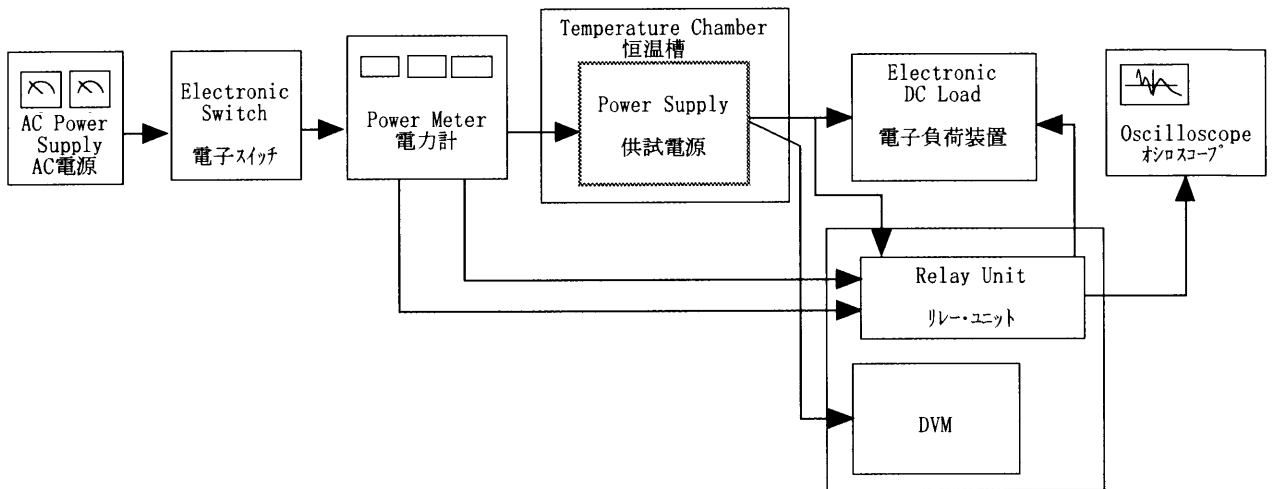 AC Power
Supply
AC電源
Electronic
Switch
電子スイッチ
Power Meter
電力計
Temperature Chamber
恒温槽
Power Supply
供試電源
Electronic
DC Load
電子負荷装置
Oscilloscope
オシロスコープ
Relay Unit
リレー・ユニット
DVM